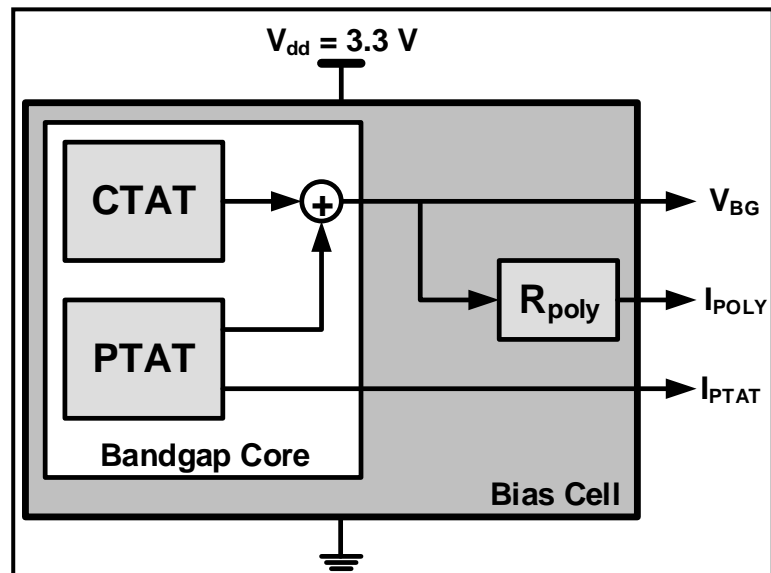 Vdd = 3.3 V
CTAT
+
VBG
Rpoly
IPOLY
PTAT
IPTAT
Bandgap Core
Bias Cell